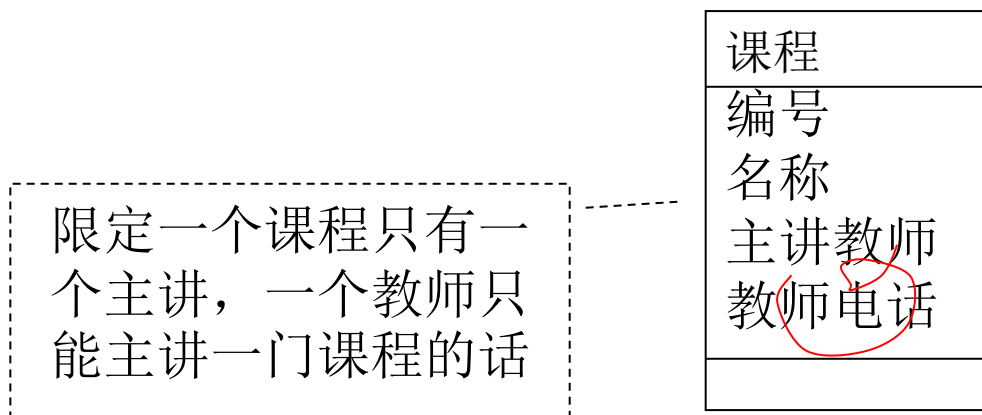 课程
编号
名称
主讲教师
教师电话
限定一个课程只有一
个主讲，一个教师只
能主讲一门课程的话